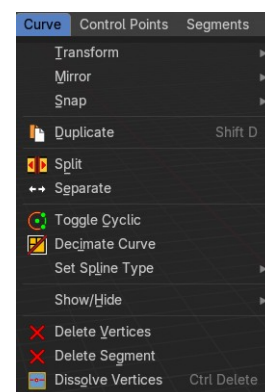 Curve Control Points Segments
Transform
Mirror
Snap
Duplicate Shift D
Split
Separate
Toggle Cyclic
Decimate Curve
Set Spline Type
Show/Hide
Delete Vertices
Delete Segment
Dissolve Vertices Ctrl Delete